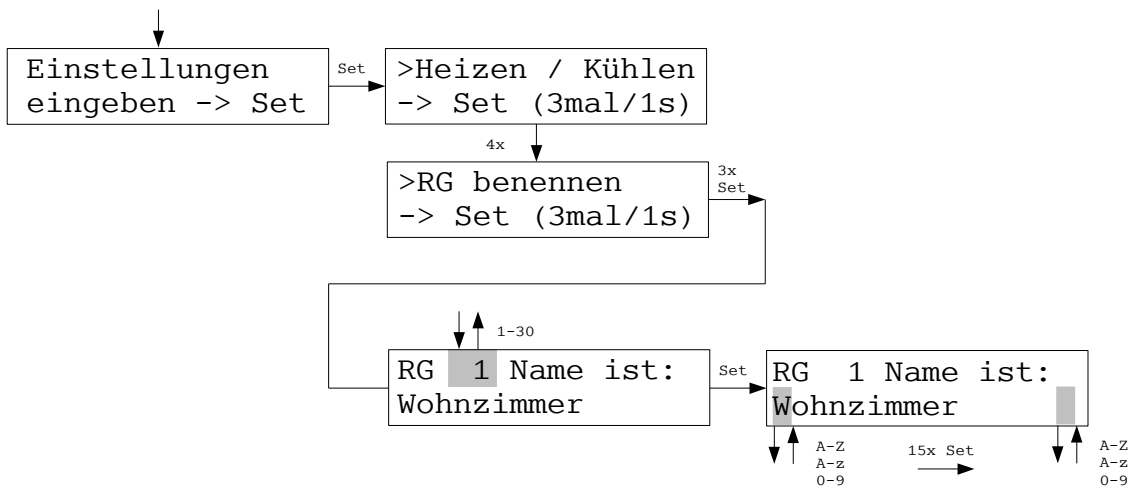 Einstellungen
eingeben -> Set
Set
>Heizen / Kühlen
-> Set (3mal/1s)
4x
>RG benennen
-> Set (3mal/1s)
3x
Set
1-30
RG 1 Name ist:
Wohnzimmer
Set
RG 1 Name ist:
Wohnzimmer
A-Z
A-z
0-9
15x Set
A-Z
A-z
0-9